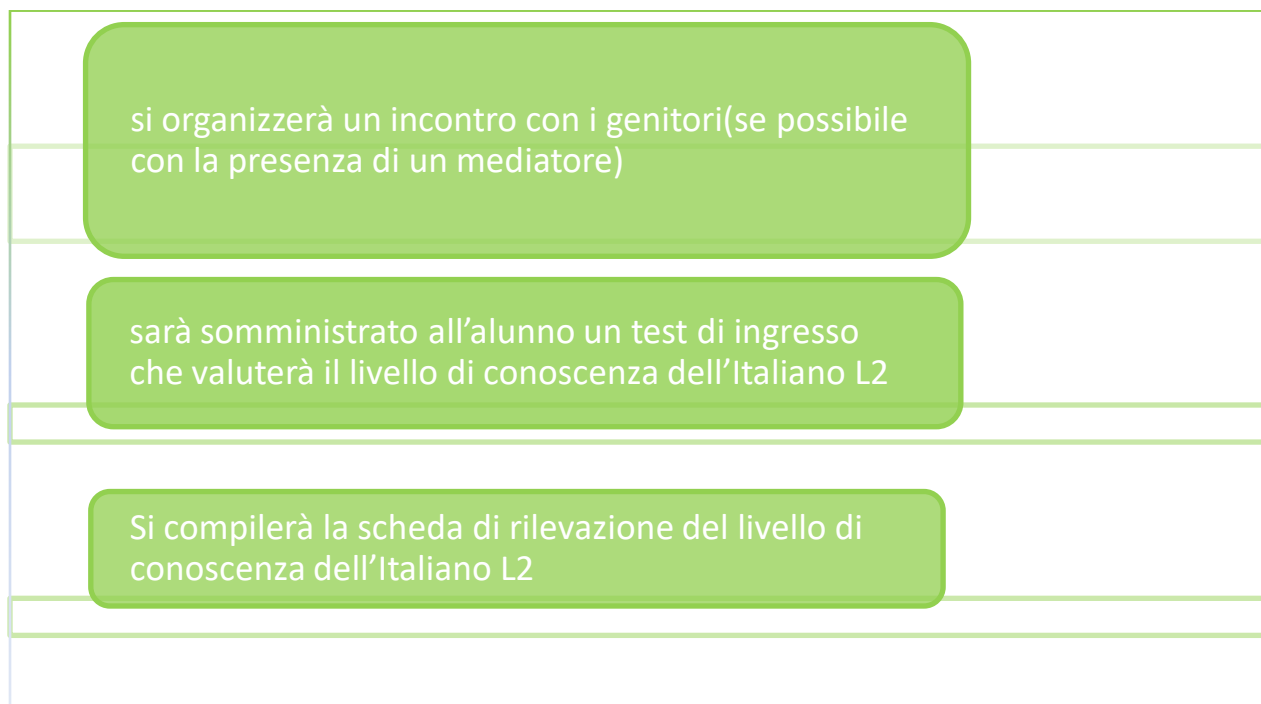 si organizzerà un incontro con i genitori(se possibile
con la presenza di un mediatore)
sarà somministrato all’alunno un test di ingresso
che valuterà il livello di conoscenza dell’Italiano L2
Si compilerà la scheda di rilevazione del livello di
conoscenza dell’Italiano L2